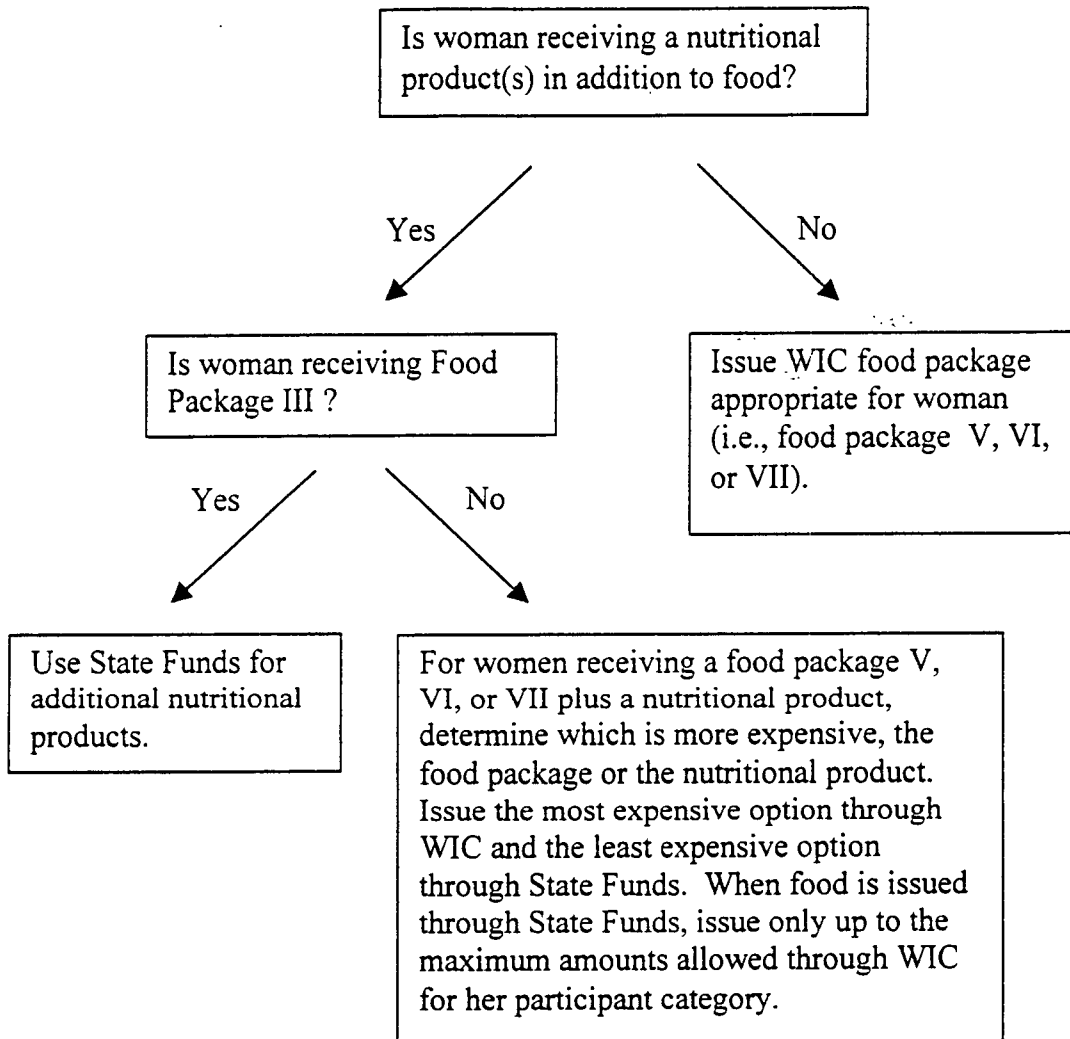 Is woman receiving a nutritional
product(s) in addition to food?
Yes
No
Is woman receiving Food
Package III ?
Issue WIC food package
appropriate for woman
(i.e., food package V, VI,
or VII).
Yes
No
Use State Funds for
additional nutritional
products.
For women receiving a food package V,
VI, or VII plus a nutritional product,
determine which is more expensive, the
food package or the nutritional product.
Issue the most expensive option through
WIC and the least expensive option
through State Funds. When food is issued
through State Funds, issue only up to the
maximum amounts allowed through WIC
for her participant category.